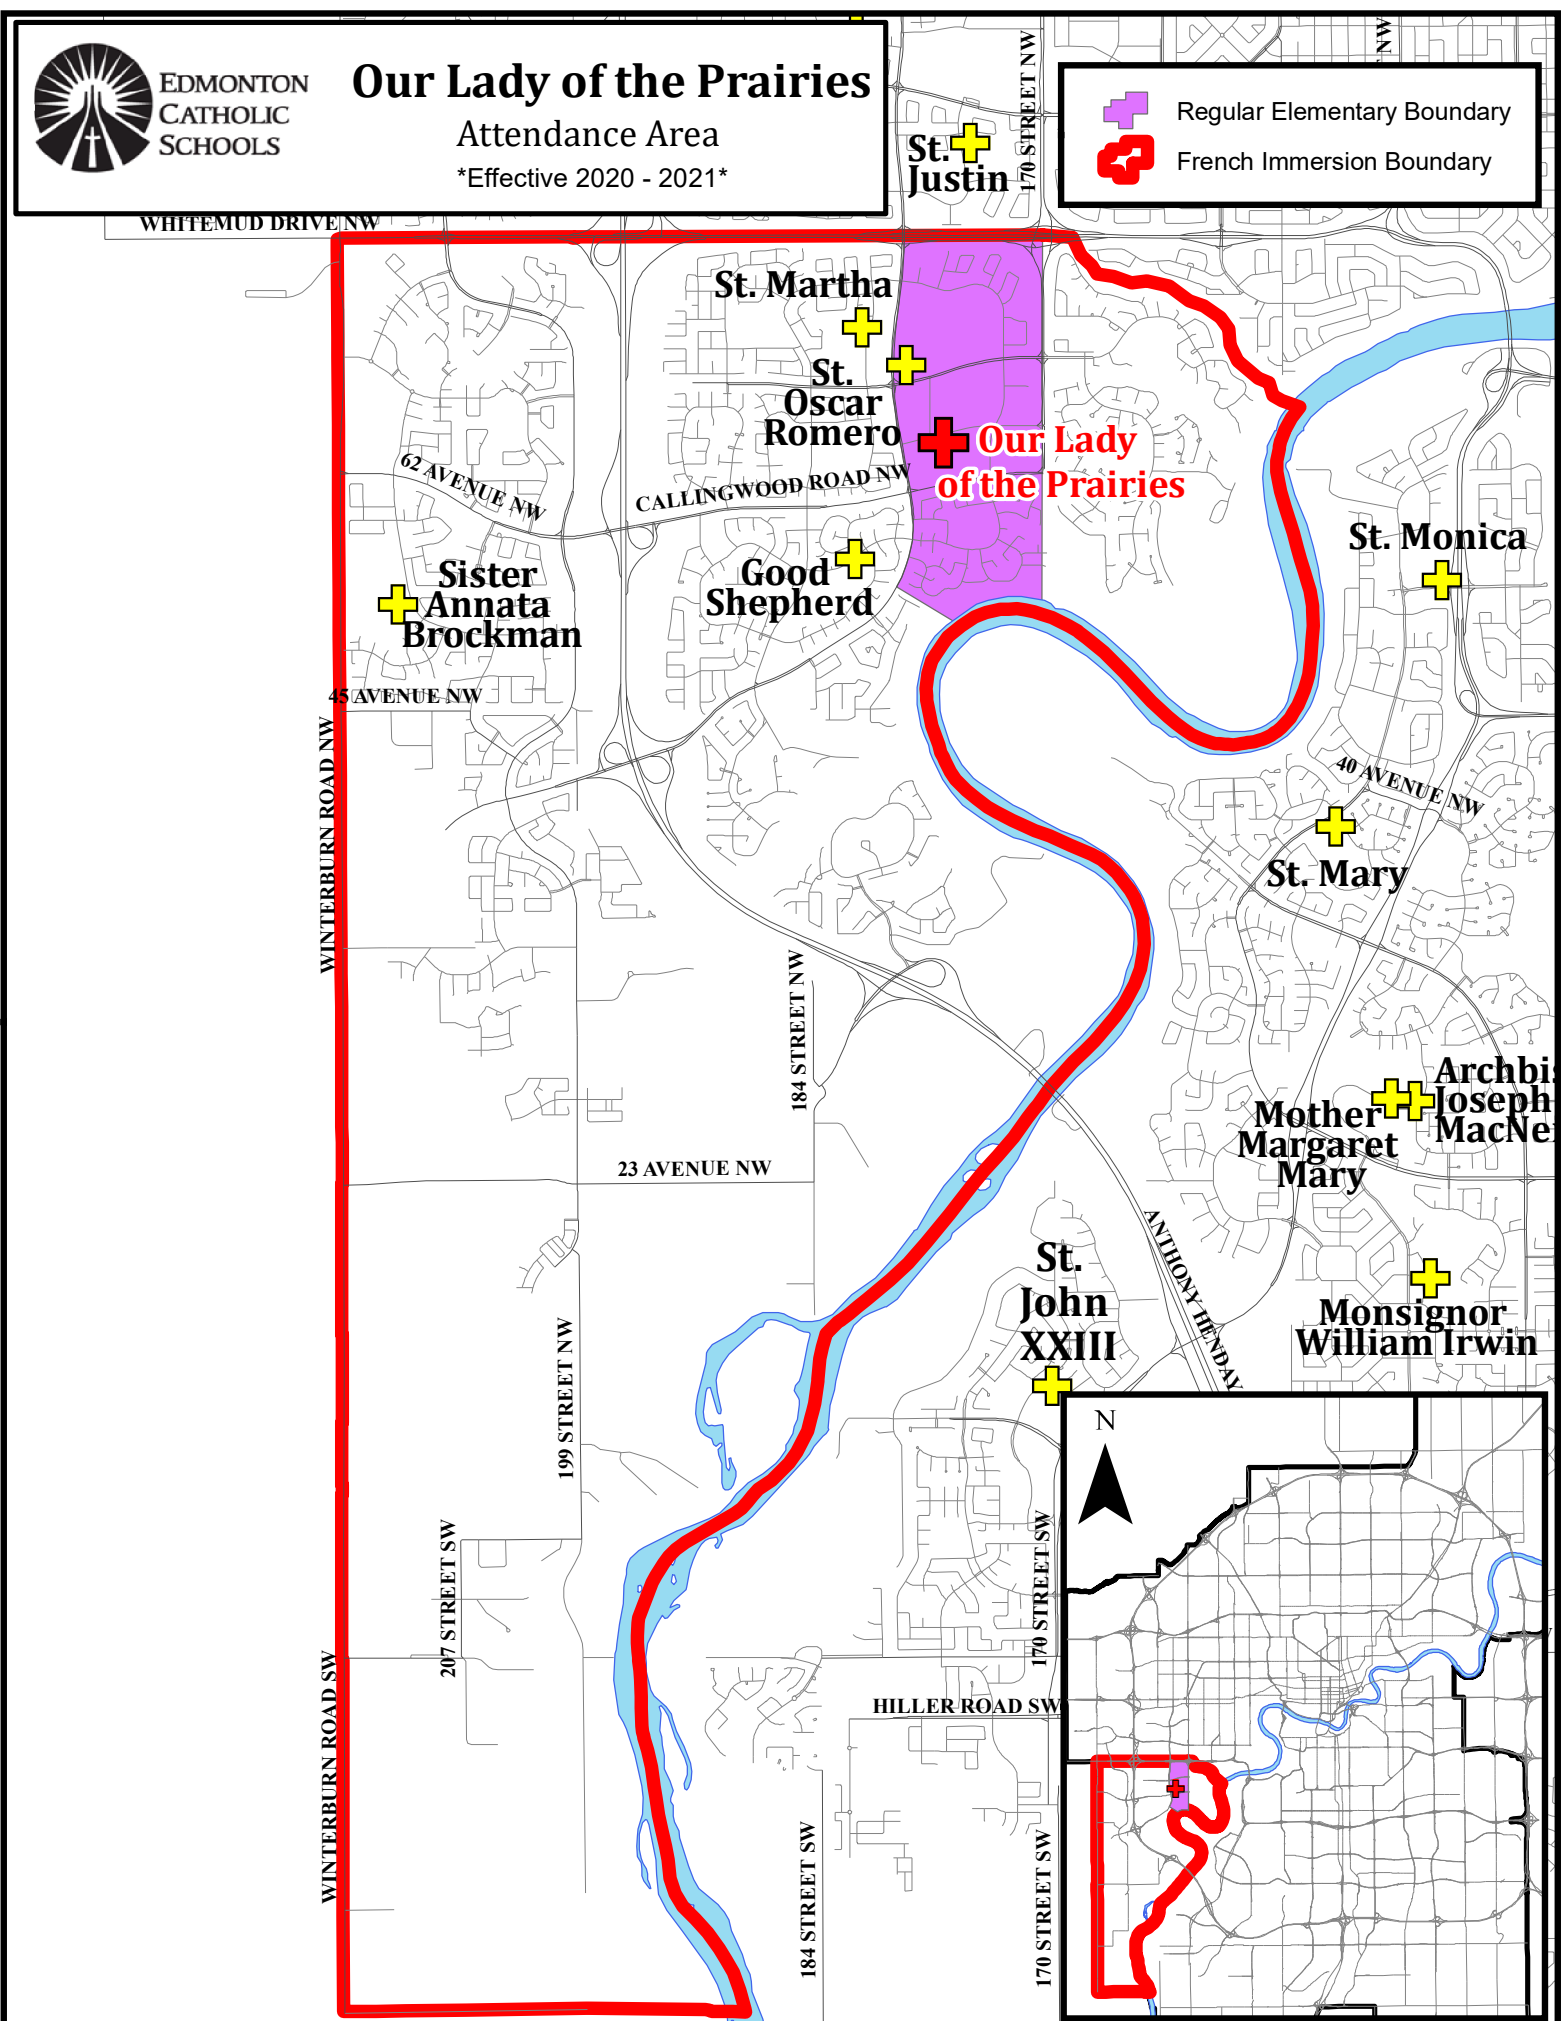 EDMONTON
CATHOLIC
SCHOOLS
Our Lady of the Prairies
Attendance Area
*Effective 2020 - 2021*
Regular Elementary Boundary
French Immersion Boundary
NW
170 STREET NW
St.
Justin
WHITEMUD DRIVE NW
St. Martha
St.
Oscar
Romero
Our Lady
of the Prairies
62 AVENUE NW
CALLINGWOOD ROAD NW
St. Monica
Sister
Annata
Brockman
Good
Shepherd
45 AVENUE NW
WINTERBURN ROAD NW
40 AVENUE NW
St. Mary
184 STREET NW
Archbis
Joseph
MacNei
Mother
Margaret
Mary
23 AVENUE NW
ANTHONY HENDAY
St.
John
XXIII
Monsignor
William Irwin
199 STREET NW
N
207 STREET SW
170 STREET SW
WINTERBURN ROAD SW
HILLER ROAD SW
184 STREET SW
170 STREET SW